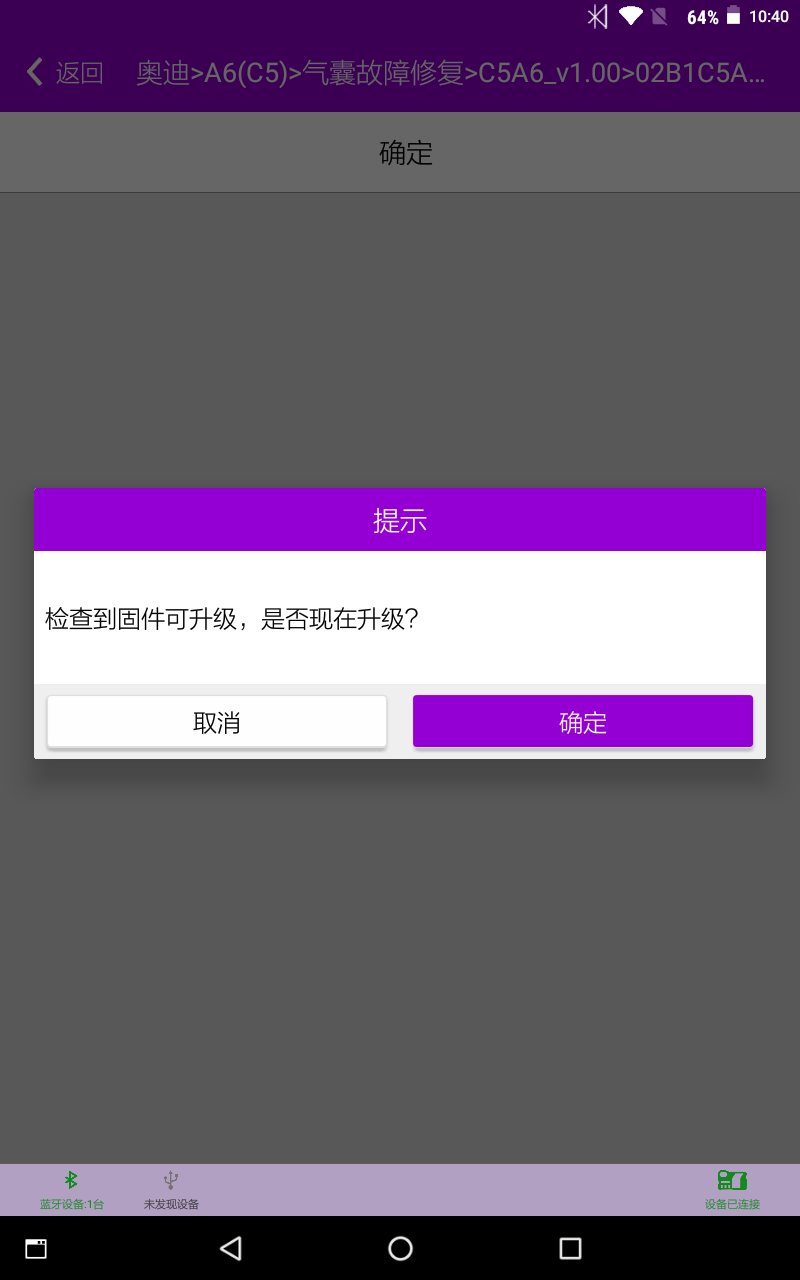 64% 10:40
返回 奥迪>A6(C5)>气囊故障修复>C5A6_v1.00>02B1C5A...
确定
提示
检查到固件可升级，是否现在升级？
取消 确定
蓝牙设备:1台 未发现设备 设备已连接